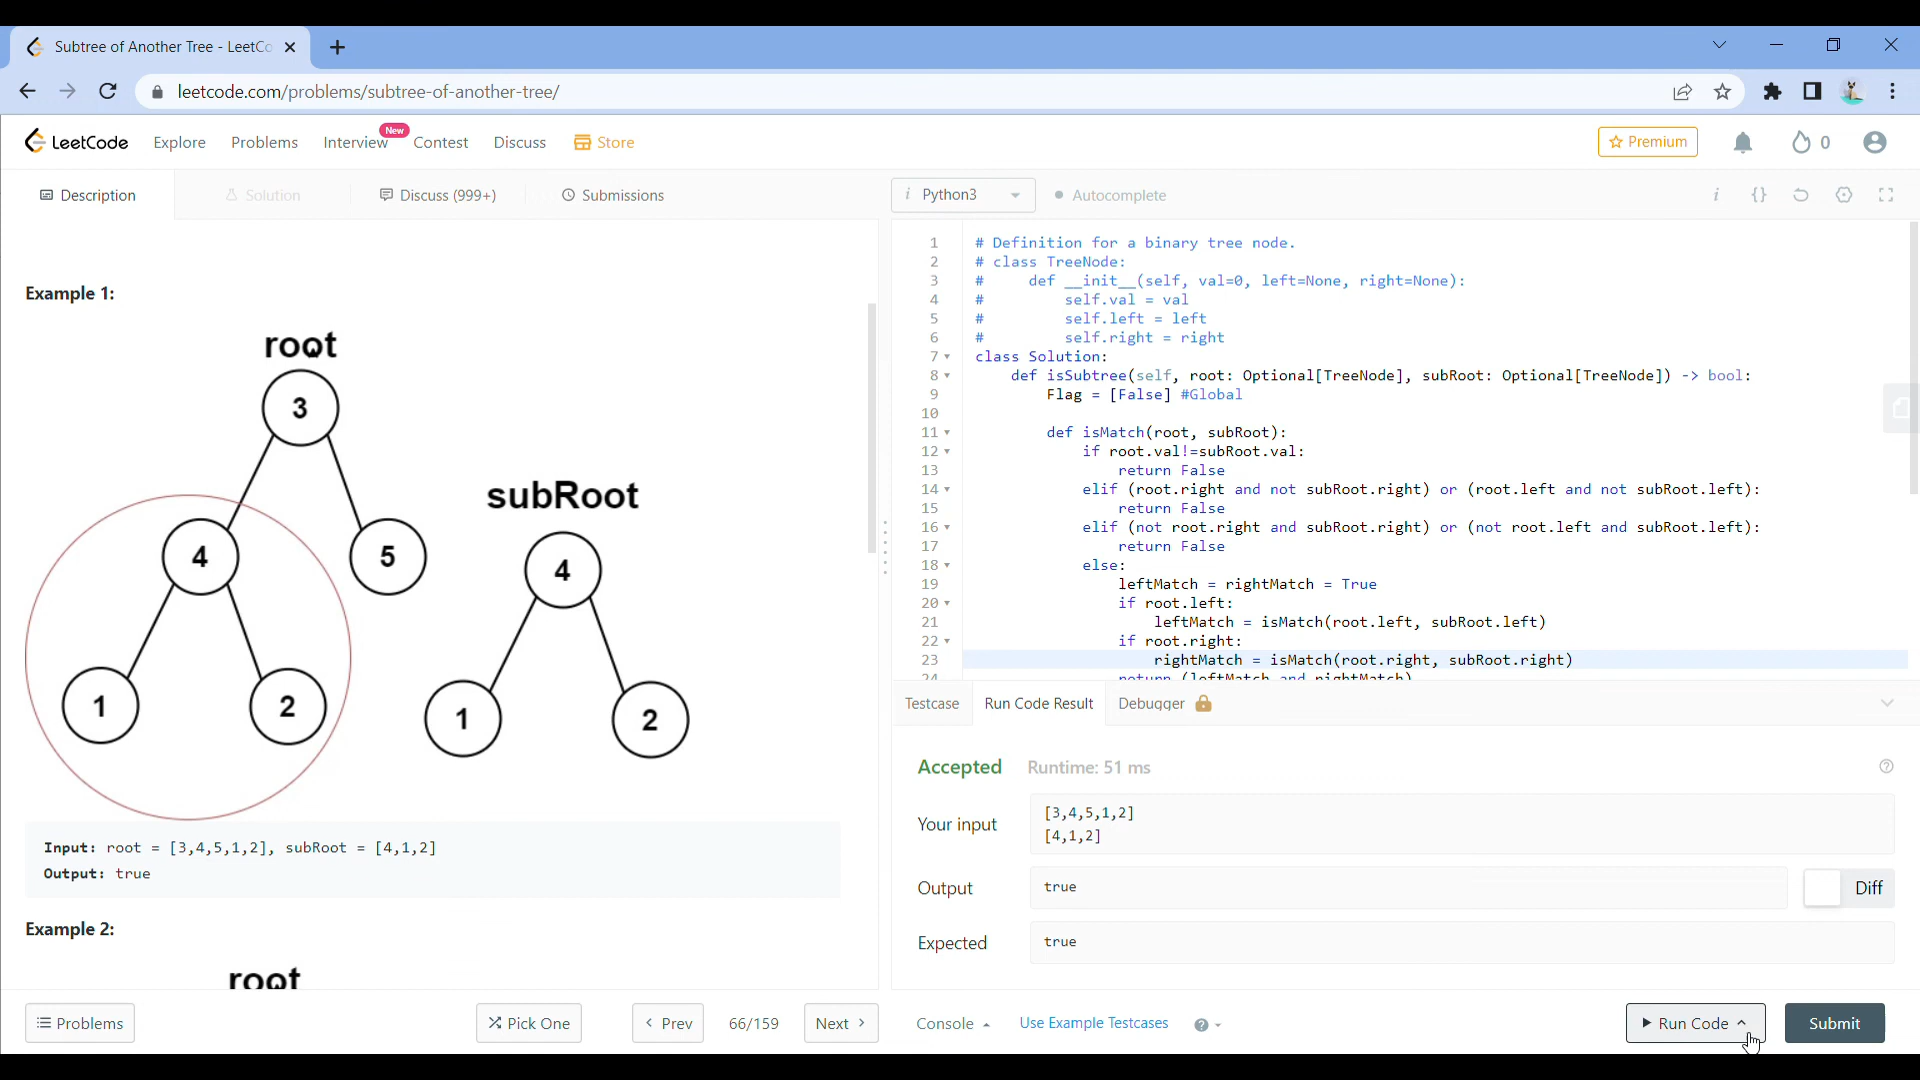 Subtree of Another Tree - LeetCo
leetcode.com/problems/subtree-of-another-tree/
LeetCode
Explore
Problems
Interview
New
Contest
Discuss
Store
Premium
0
Description
Solution
Discuss (999+)
Submissions
i Python3
Autocomplete
i
{}
Example 1:
root
3
4
5
1
2
subRoot
4
1
2
Input: root = [3,4,5,1,2], subRoot = [4,1,2]
Output: true
Example 2:
root
1 # Definition for a binary tree node.
2 # class TreeNode:
3 #     def __init__(self, val=0, left=None, right=None):
4 #         self.val = val
5 #         self.left = left
6 #         self.right = right
7 class Solution:
8     def isSubtree(self, root: Optional[TreeNode], subRoot: Optional[TreeNode]) -> bool:
9         Flag = [False] #Global
10
11         def isMatch(root, subRoot):
12             if root.val!=subRoot.val:
13                 return False
14             elif (root.right and not subRoot.right) or (root.left and not subRoot.left):
15                 return False
16             elif (not root.right and subRoot.right) or (not root.left and subRoot.left):
17                 return False
18             else:
19                 leftMatch = rightMatch = True
20                 if root.left:
21                     leftMatch = isMatch(root.left, subRoot.left)
22                 if root.right:
23                     rightMatch = isMatch(root.right, subRoot.right)
24                 return (leftMatch and rightMatch)
Testcase
Run Code Result
Debugger
Accepted
Runtime: 51 ms
Your input
[3,4,5,1,2]
[4,1,2]
Output
true
Diff
Expected
true
Problems
Pick One
Prev
66/159
Next
Console
Use Example Testcases
Run Code
Submit